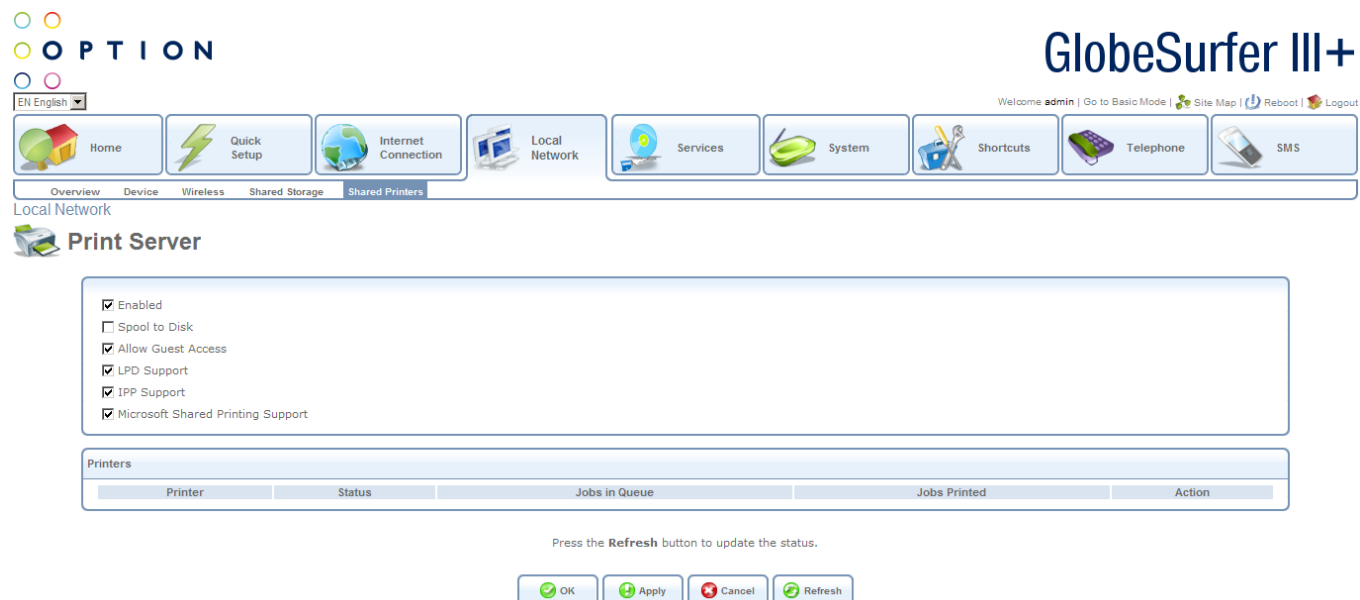 OPTION
GlobeSurfer III+
EN English
Welcome admin | Go to Basic Mode | Site Map | Reboot | Logout
Home
Quick Setup
Internet Connection
Local Network
Services
System
Shortcuts
Telephone
SMS
Overview Device Wireless Shared Storage Shared Printers
Local Network
Print Server
Enabled
Spool to Disk
Allow Guest Access
LPD Support
IPP Support
Microsoft Shared Printing Support
Printers
Printer Status Jobs in Queue Jobs Printed Action
Press the Refresh button to update the status.
OK Apply Cancel Refresh